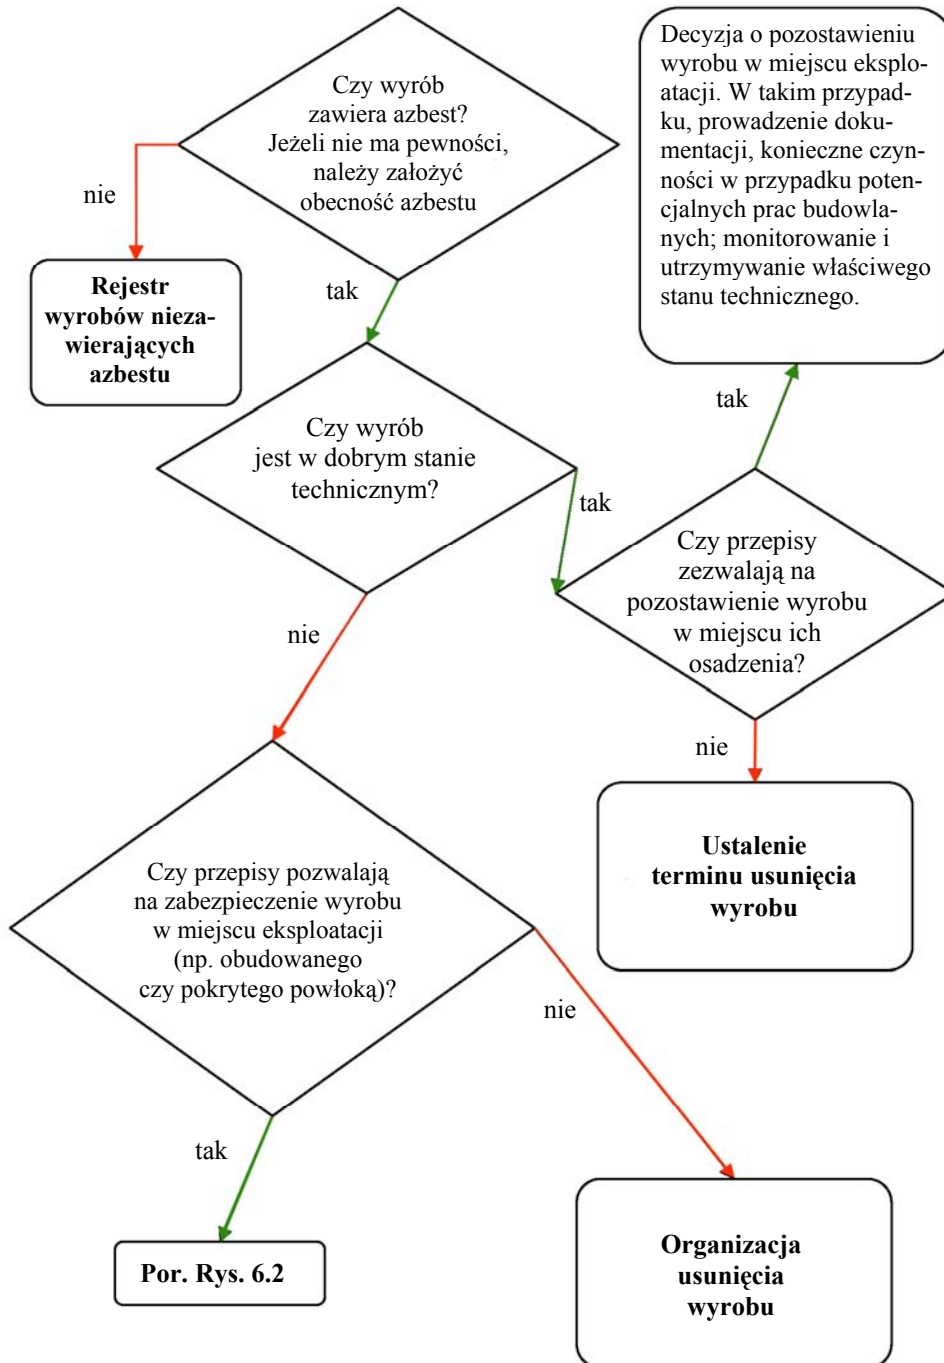 Czy wyrób
zawiera azbest?
Jeżeli nie ma pewności,
należy założyć
obecność azbestu
nie
Rejestr
wyrobów nieza-
wierających
azbestu
tak
Czy wyrób
jest w dobrym stanie
technicznym?
tak
Decyzja o pozostawieniu
wyrobu w miejscu eksplo-
atacji. W takim przypad-
ku, prowadzenie doku-
mentacji, konieczne czyn-
ności w przypadku poten-
cjalnych prac budowla-
nych; monitorowanie i
utrzymywanie właściwego
stanu technicznego.
tak
Czy przepisy
zezwalają na
pozostawienie wyrobu
w miejscu ich
osadzenia?
nie
Ustalenie
terminu usunięcia
wyrobu
nie
Czy przepisy pozwalają
na zabezpieczenie wyrobu
w miejscu eksploatacji
(np. obudowanego
czy pokrytego powłoką)?
nie
tak
Por. Rys. 6.2
Organizacja
usunięcia
wyrobu